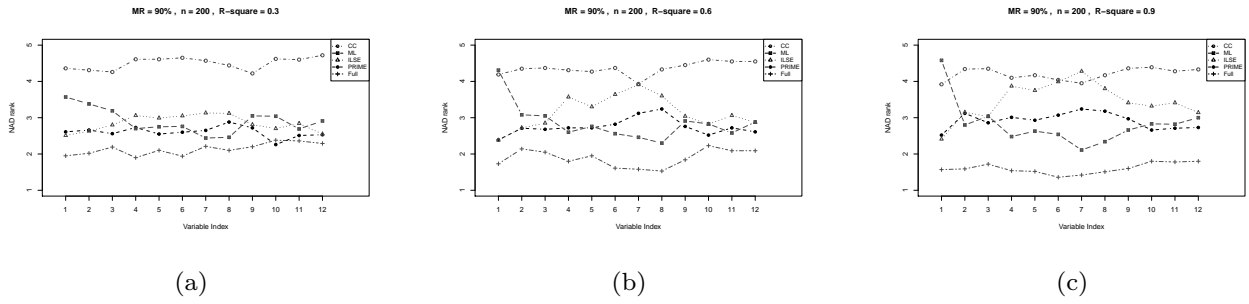 MR = 90% , n = 200 , R−square = 0.3
NAD rank
5
4
3
2
1
CC
ML
ILSE
PRIME
Full
1 2 3 4 5 6 7 8 9 10 11 12
Variable Index
(a)
MR = 90% , n = 200 , R−square = 0.6
NAD rank
5
4
3
2
1
CC
ML
ILSE
PRIME
Full
1 2 3 4 5 6 7 8 9 10 11 12
Variable Index
(b)
MR = 90% , n = 200 , R−square = 0.9
NAD rank
5
4
3
2
1
CC
ML
ILSE
PRIME
Full
1 2 3 4 5 6 7 8 9 10 11 12
Variable Index
(c)